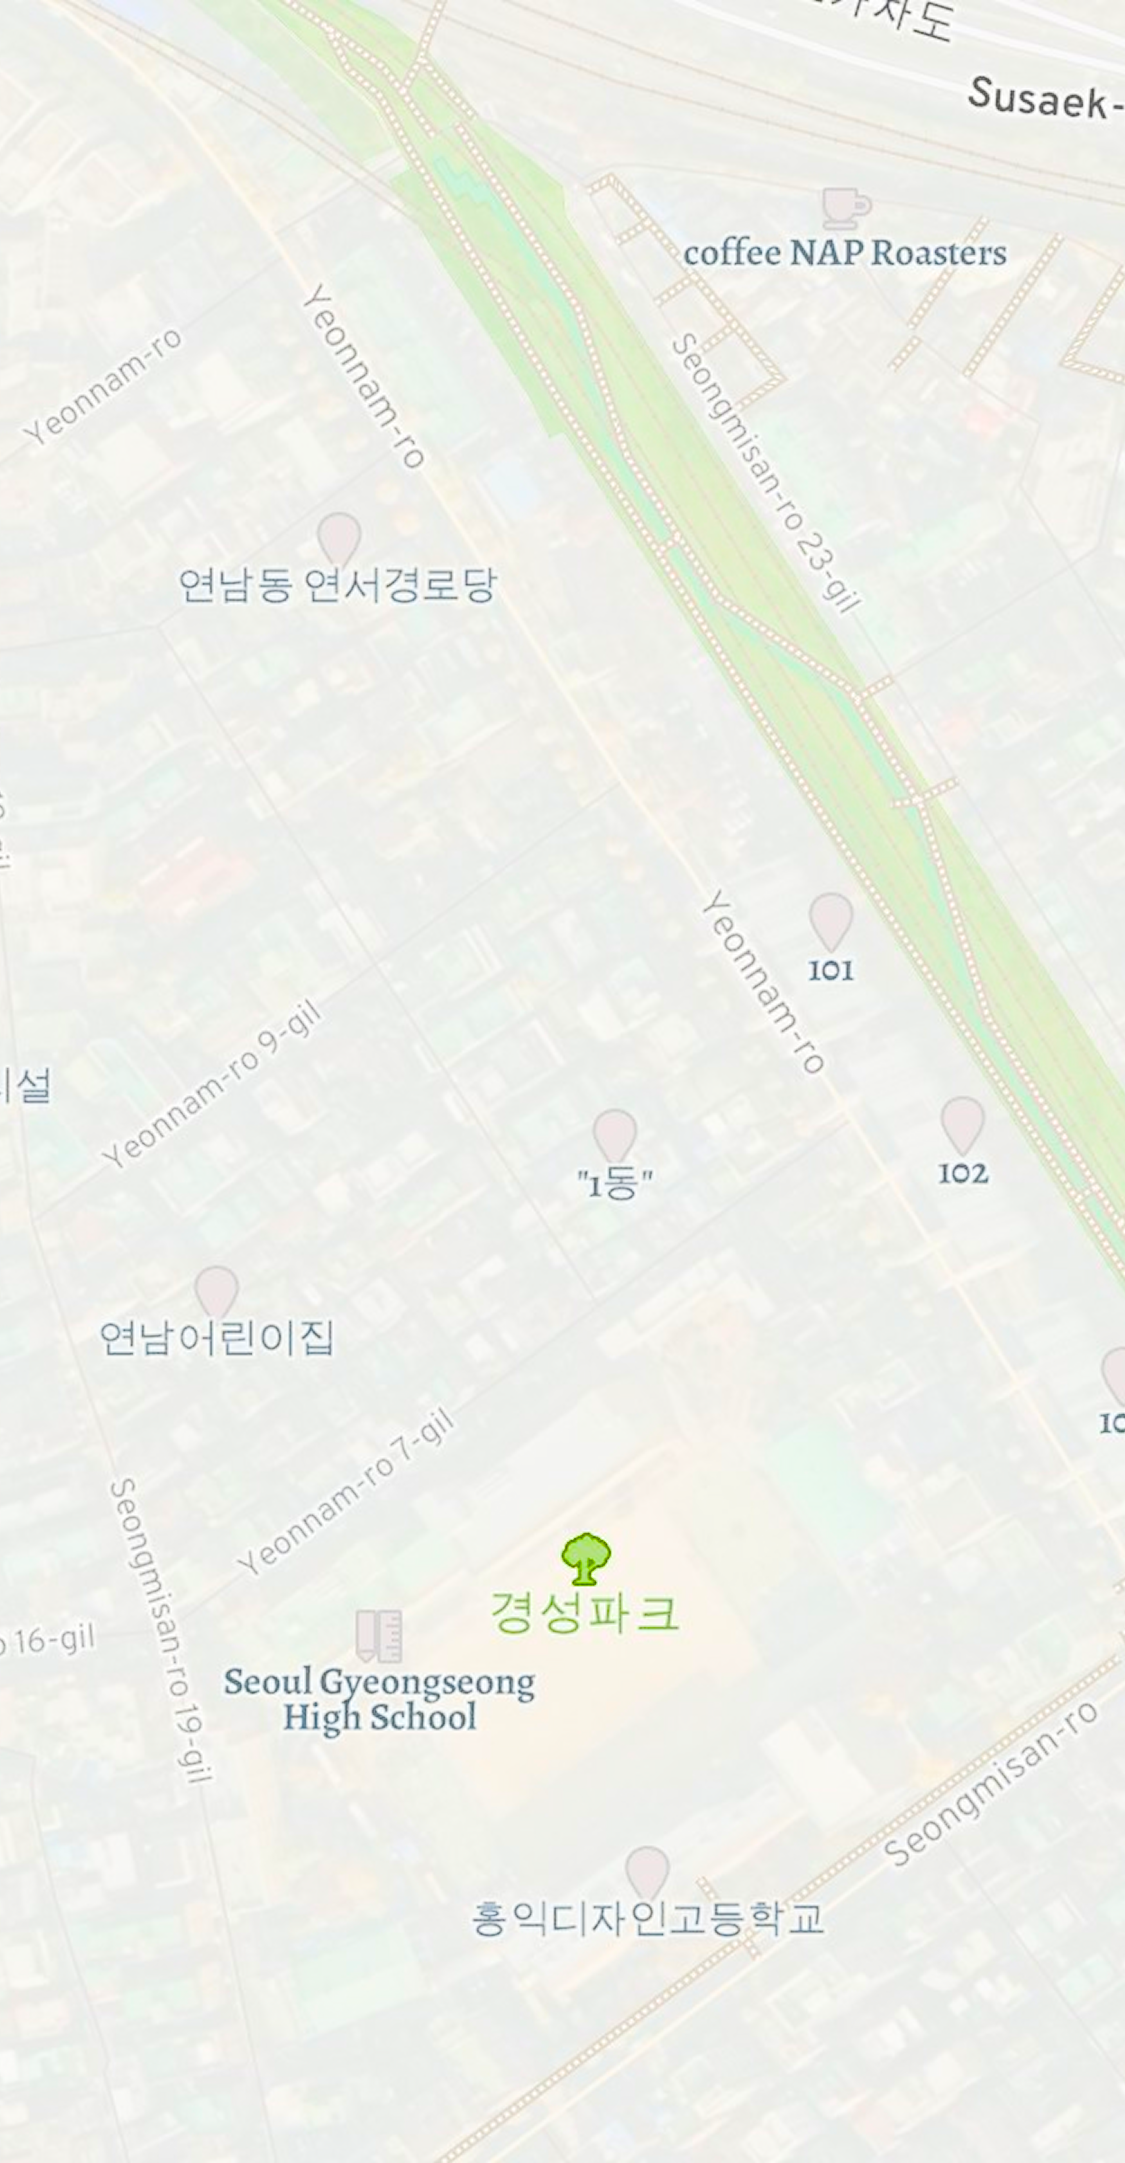 Susaek-
coffee NAP Roasters
Yeonnam-ro
Yeonnam-ro
Seongmisan-ro 23-gil
연남동 연서경로당
Yeonnam-ro
101
Yeonnam-ro 9-gil
102
"1동"
연남어린이집
Yeonnam-ro 7-gil
Seongmisan-ro 19-gil
경성파크
16-gil
Seoul Gyeongseong
High School
Seongmisan-ro
홍익디자인고등학교